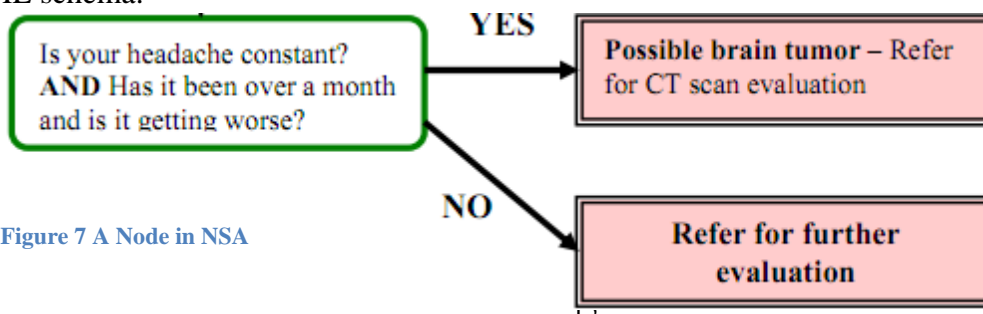 Is your headache constant?
AND Has it been over a month
and is it getting worse?
YES
Possible brain tumor – Refer
for CT scan evaluation
NO
Refer for further
evaluation
Figure 7 A Node in NSA